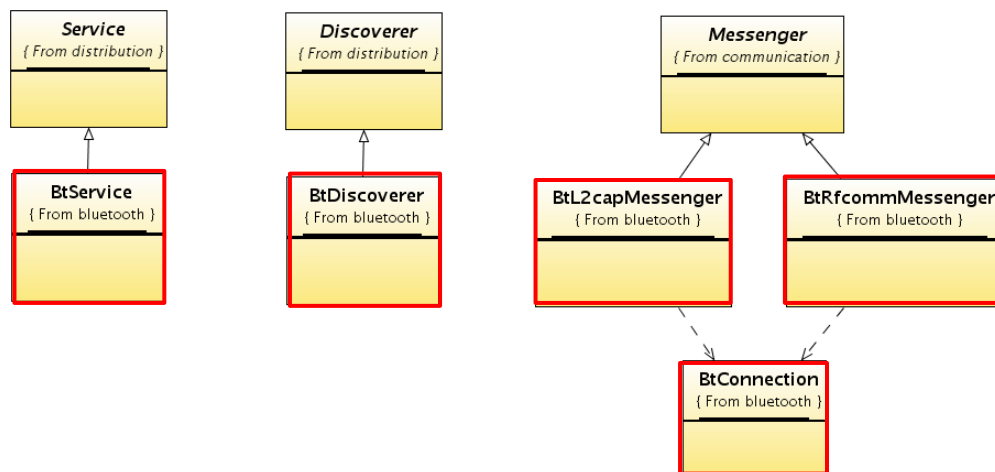 Service
{ From distribution }
Discoverer
{ From distribution }
Messenger
{ From communication }
BtService
{ From bluetooth }
BtDiscoverer
{ From bluetooth }
BtL2capMessenger
{ From bluetooth }
BtRfcommMessenger
{ From bluetooth }
BtConnection
{ From bluetooth }